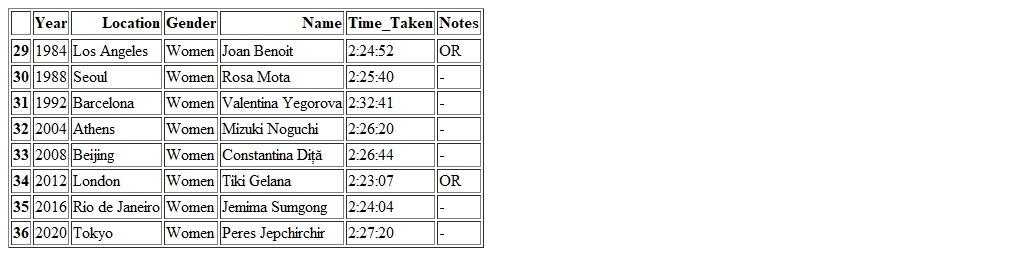 Year Location Gender Name Time_Taken Notes
29 1984 Los Angeles Women Joan Benoit 2:24:52 OR
30 1988 Seoul Women Rosa Mota 2:25:40 -
31 1992 Barcelona Women Valentina Yegorova 2:32:41 -
32 2004 Athens Women Mizuki Noguchi 2:26:20 -
33 2008 Beijing Women Constantina Diță 2:26:44 -
34 2012 London Women Tiki Gelana 2:23:07 OR
35 2016 Rio de Janeiro Women Jemima Sumgong 2:24:04 -
36 2020 Tokyo Women Peres Jepchirchir 2:27:20 -